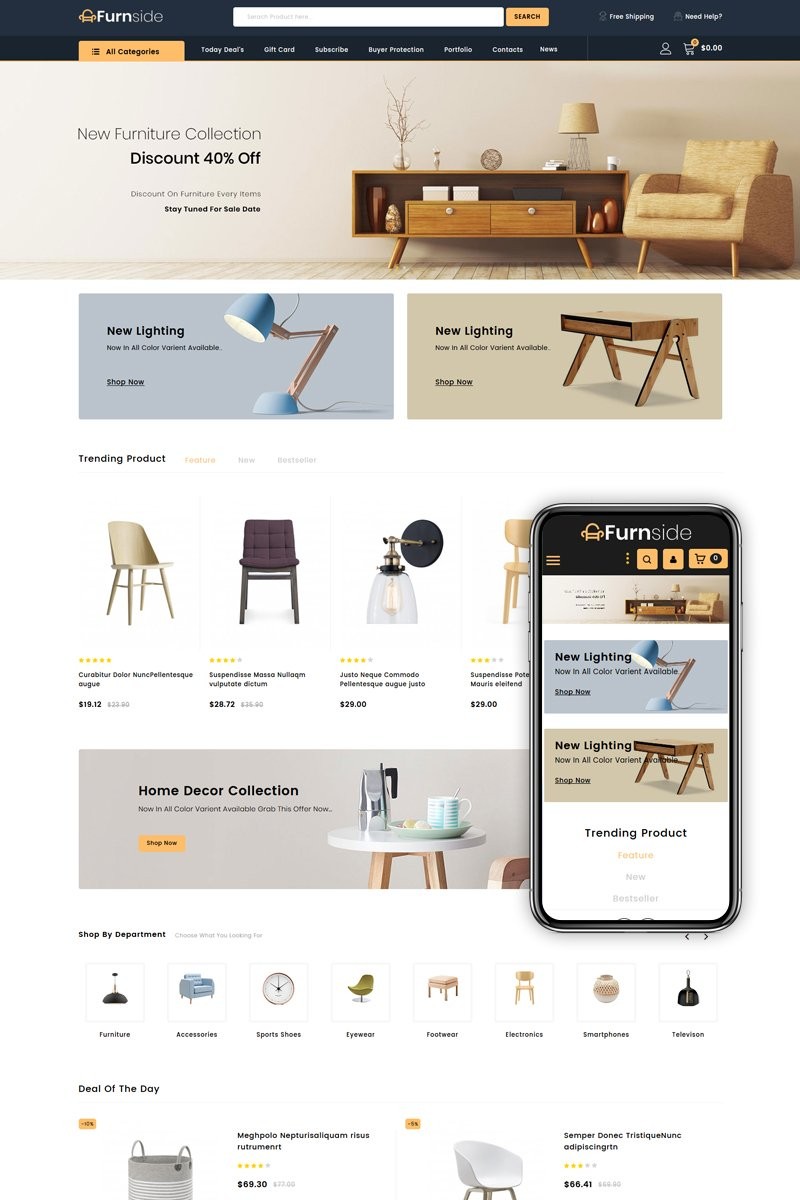 Furnside
Search Product here
SEARCH
Free Shipping
Need Help?
All Categories
Today Deal's
Gift Card
Subscribe
Buyer Protection
Portfolio
Contacts
News
0
$0.00
New Furniture Collection
Discount 40% Off
Discount On Furniture Every Items
Stay Tuned For Sale Date
New Lighting
Now In All Color Varient Available..
Shop Now
New Lighting
Now In All Color Varient Available..
Shop Now
Trending Product
Feature
New
Bestseller
Curabitur Dolor NuncPellentesque
augue
$19.12 $23.90
Suspendisse Massa Nullaqm
vulputate dictum
$28.72 $35.90
Justo Neque Commodo
Pellentesque augue justo
$29.00
Suspendisse Pote
Mauris eleifend
$29.00
Furnside
0
New Lighting
Now In All Color Varient Available..
Shop Now
New Lighting
Now In All Color Varient Available..
Shop Now
Trending Product
Feature
New
Bestseller
Home Decor Collection
Now In All Color Varient Available Grab This Offer Now...
Shop Now
Shop By Department
Choose What You Looking For
Furniture
Accessories
Sports Shoes
Eyewear
Footwear
Electronics
Smartphones
Televison
Deal Of The Day
-10%
Meghpolo Nepturisaliquam risus
rutrumenrt
$69.30 $77.00
-5%
Semper Donec TristiqueNunc
adipiscingrtn
$66.41 $69.90